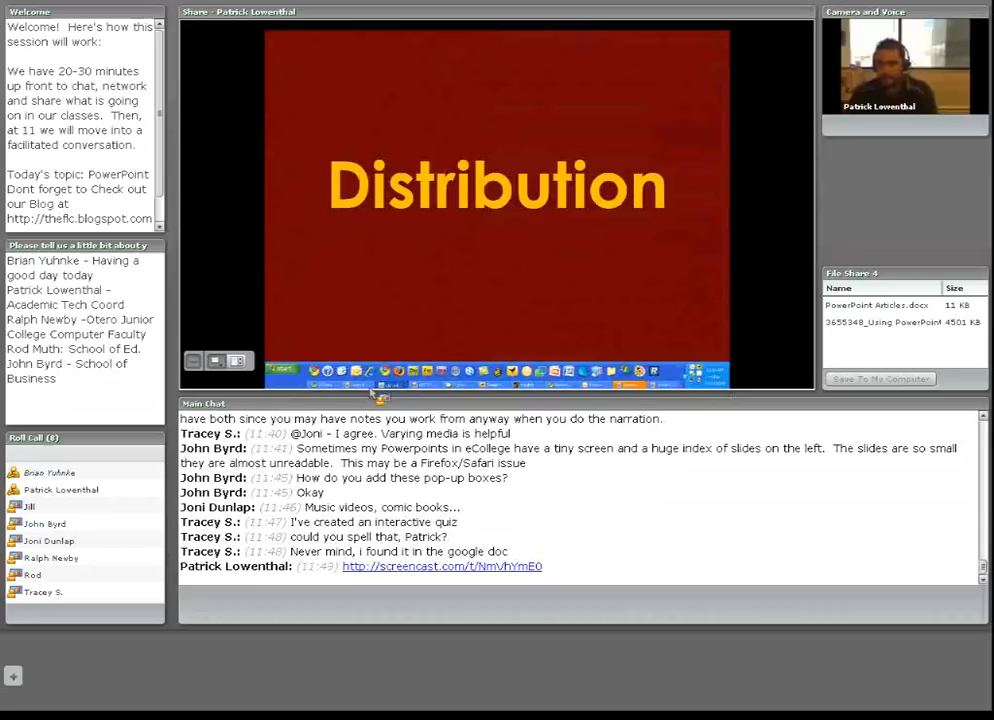 Welcome
Welcome! Here's how this
session will work:
We have 20-30 minutes
up front to chat, network
and share what is going
on in our classes. Then,
at 11 we will move into a
facilitated conversation.
Today's topic: PowerPoint
Dont forget to Check out
our Blog at
http://theflc.blogspot.com
Please tell us a little bit about y
Brian Yuhnke - Having a
good day today
Patrick Lowenthal -
Academic Tech Coord
Ralph Newby -Otero Junior
College Computer Faculty
Rod Muth: School of Ed.
John Byrd - School of
Business
Roll Call (8)
Brian Yuhnke
Patrick Lowenthal
Jill
John Byrd
Joni Dunlap
Ralph Newby
Rod
Tracey S.
Share - Patrick Lowenthal
Distribution
start
Main Chat
have both since you may have notes you work from anyway when you do the narration.
Tracey S.: (11:40) @Joni - I agree. Varying media is helpful
John Byrd: (11:41) Sometimes my Powerpoints in eCollege have a tiny screen and a huge index of slides on the left. The slides are so small
they are almost unreadable. This may be a Firefox/Safari issue
John Byrd: (11:45) How do you add these pop-up boxes?
John Byrd: (11:45) Okay
Joni Dunlap: (11:46) Music videos, comic books...
Tracey S.: (11:47) I've created an interactive quiz
Tracey S.: (11:48) could you spell that, Patrick?
Tracey S.: (11:48) Never mind, i found it in the google doc
Patrick Lowenthal: (11:49) http://screencast.com/t/NmVhYmE0
Camera and Voice
Patrick Lowenthal
File Share 4
Name Size
PowerPoint Articles.docx 11 KB
3655348_Using PowerPoint 4501 KB
Save To My Computer